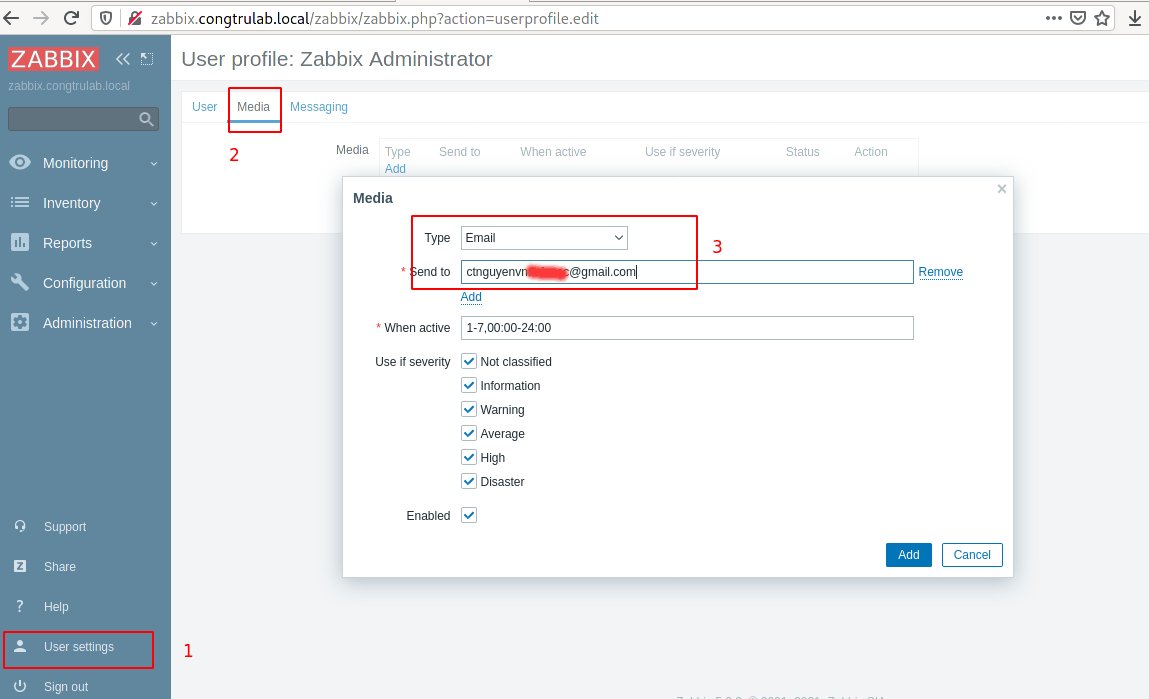 zabbix.congtrulab.local/zabbix/zabbix.php?action=userprofile.edit
ZABBIX
zabbix.congtrulab.local
Monitoring
Inventory
Reports
Configuration
Administration
Support
Z Share
? Help
User settings
1
Sign out
User profile: Zabbix Administrator
User Media Messaging
2
Media Type Send to When active Use if severity Status Action
Add
Media
Type Email
3
* Send to ctnguyenvn @gmail.com Remove
Add
* When active 1-7,00:00-24:00
Use if severity Not classified
Information
Warning
Average
High
Disaster
Enabled
Add Cancel